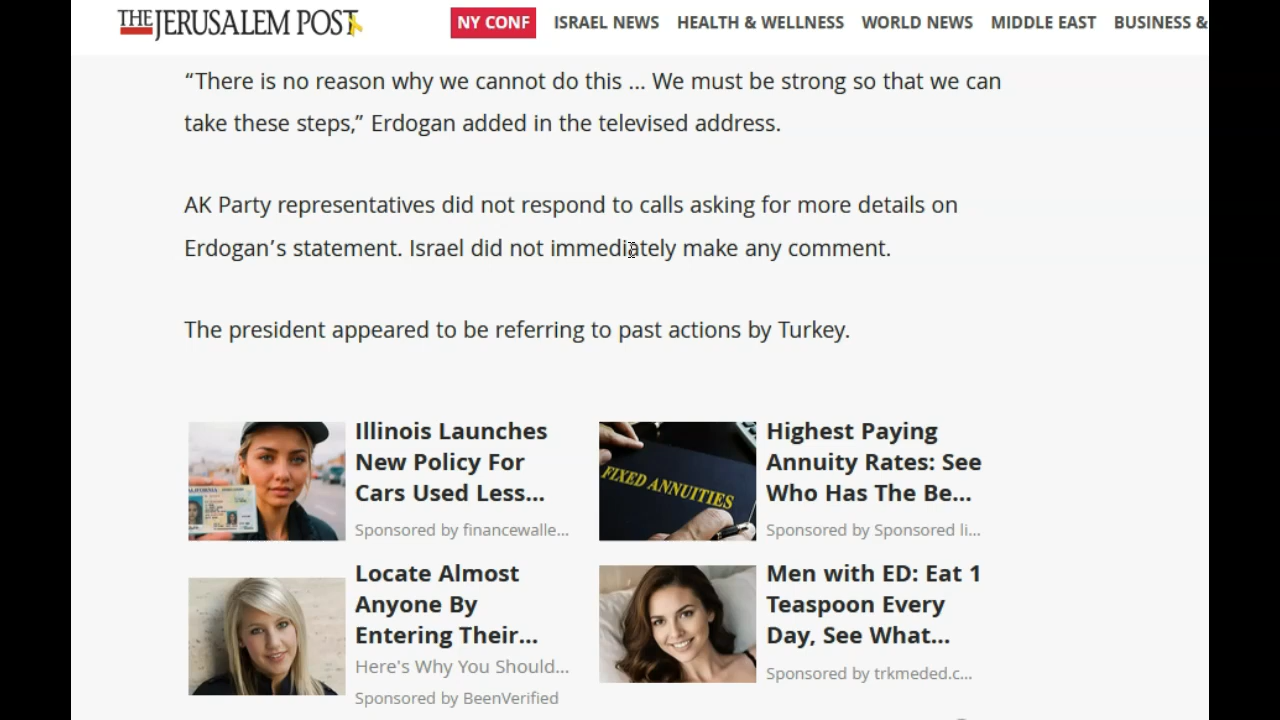 THE JERUSALEM POST
NY CONF ISRAEL NEWS HEALTH & WELLNESS WORLD NEWS MIDDLE EAST BUSINESS &
“There is no reason why we cannot do this ... We must be strong so that we can
take these steps,” Erdogan added in the televised address.
AK Party representatives did not respond to calls asking for more details on
Erdogan’s statement. Israel did not immediately make any comment.
The president appeared to be referring to past actions by Turkey.
Illinois Launches
New Policy For
Cars Used Less...
Sponsored by financewalle...
FIXED ANNUITIES
Highest Paying
Annuity Rates: See
Who Has The Be...
Sponsored by Sponsored li...
Locate Almost
Anyone By
Entering Their...
Here's Why You Should...
Sponsored by BeenVerified
Men with ED: Eat 1
Teaspoon Every
Day, See What...
Sponsored by trkmeded.c...